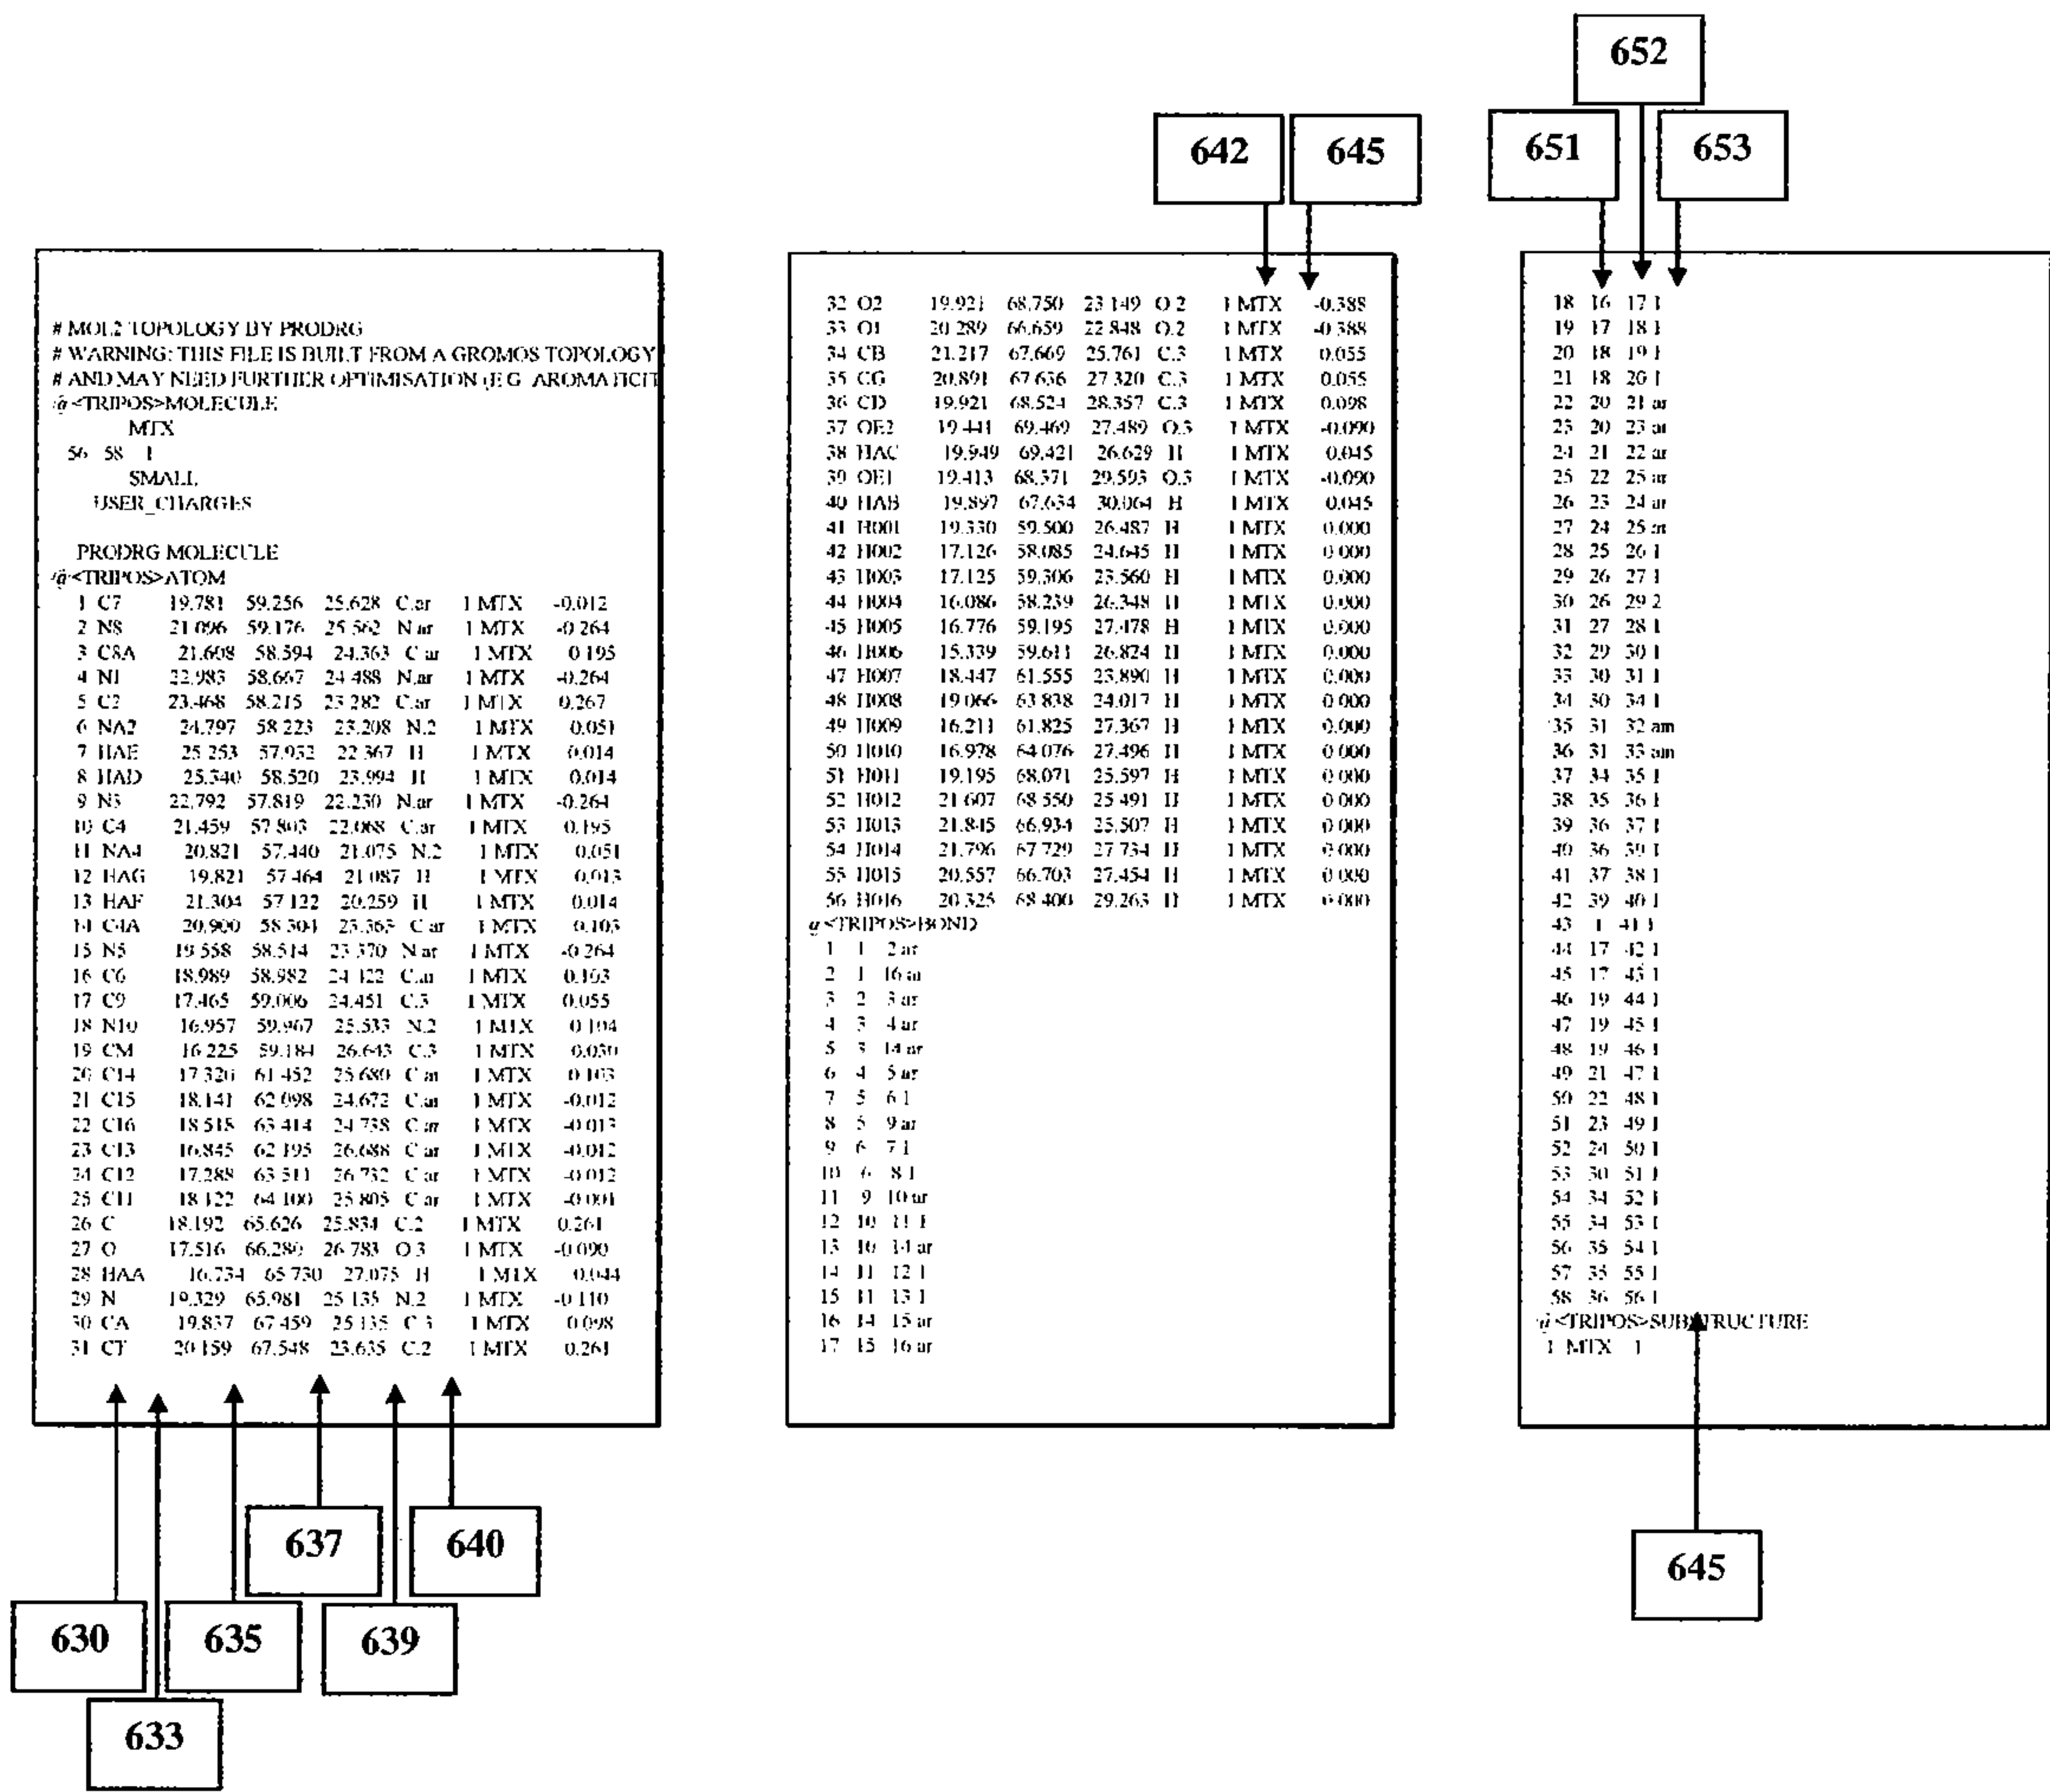 652
642 645 651 653
# MOL2 TOPOLOGY BY PRODRG
# WARNING: THIS FILE IS BUILT FROM A GROMOS TOPOLOGY
# AND MAY NEED FURTHER OPTIMISATION (E.G. AROMATICIT
@<TRIPOS>MOLECULE
MTX
56 58 1
SMALL
USER_CHARGES
PRODRG MOLECULE
@<TRIPOS>ATOM
1 C7 19.781 59.256 25.628 C.ar 1 MTX -0.012
2 N8 21.096 59.176 25.562 N.ar 1 MTX -0.264
3 C8A 21.608 58.594 24.363 C.ar 1 MTX 0.195
4 N1 22.983 58.667 24.488 N.ar 1 MTX -0.264
5 C2 23.468 58.215 23.282 C.ar 1 MTX 0.267
6 NA2 24.797 58.223 23.208 N.2 1 MTX 0.051
7 HAE 25.253 57.932 22.367 H 1 MTX 0.014
8 HAD 25.340 58.520 23.994 H 1 MTX 0.014
9 N3 22.792 57.819 22.230 N.ar 1 MTX -0.264
10 C4 21.459 57.803 22.068 C.ar 1 MTX 0.195
11 NA4 20.821 57.440 21.075 N.2 1 MTX 0.051
12 HAG 19.821 57.464 21.087 H 1 MTX 0.013
13 HAF 21.304 57.122 20.259 H 1 MTX 0.014
14 C4A 20.900 58.304 23.363 C.ar 1 MTX 0.103
15 N5 19.558 58.514 23.370 N.ar 1 MTX -0.264
16 C6 18.989 58.982 24.122 C.ar 1 MTX 0.103
17 C9 17.465 59.006 24.451 C.3 1 MTX 0.055
18 N10 16.957 59.967 25.533 N.2 1 MTX 0.104
19 CM 16.225 59.184 26.643 C.3 1 MTX 0.030
20 C14 17.320 61.452 25.680 C.ar 1 MTX 0.103
21 C15 18.141 62.098 24.672 C.ar 1 MTX -0.012
22 C16 18.518 63.414 24.738 C.ar 1 MTX -0.013
23 C13 16.845 62.195 26.688 C.ar 1 MTX -0.012
24 C12 17.288 63.511 26.732 C.ar 1 MTX -0.012
25 C11 18.122 64.100 25.805 C.ar 1 MTX -0.001
26 C 18.192 65.626 25.834 C.2 1 MTX 0.261
27 O 17.516 66.280 26.783 O.3 1 MTX -0.090
28 HAA 16.734 65.730 27.075 H 1 MTX 0.044
29 N 19.329 65.981 25.135 N.2 1 MTX -0.110
30 CA 19.837 67.459 25.135 C.3 1 MTX 0.098
31 CT 20.159 67.548 23.635 C.2 1 MTX 0.261
32 O2 19.921 68.750 23.149 O.2 1 MTX -0.388
33 O1 20.289 66.659 22.848 O.2 1 MTX -0.388
34 CB 21.217 67.669 25.761 C.3 1 MTX 0.055
35 CG 20.891 67.636 27.320 C.3 1 MTX 0.055
36 CD 19.921 68.524 28.357 C.3 1 MTX 0.098
37 OE2 19.441 69.469 27.489 O.3 1 MTX -0.090
38 HAC 19.949 69.421 26.629 H 1 MTX 0.045
39 OE1 19.413 68.371 29.593 O.3 1 MTX -0.090
40 HAB 19.897 67.634 30.064 H 1 MTX 0.045
41 H001 19.330 59.500 26.487 H 1 MTX 0.000
42 H002 17.126 58.085 24.645 H 1 MTX 0.000
43 H003 17.125 59.306 23.560 H 1 MTX 0.000
44 H004 16.086 58.239 26.348 H 1 MTX 0.000
45 H005 16.776 59.195 27.478 H 1 MTX 0.000
46 H006 15.339 59.611 26.824 H 1 MTX 0.000
47 H007 18.447 61.555 23.890 H 1 MTX 0.000
48 H008 19.066 63.838 24.017 H 1 MTX 0.000
49 H009 16.211 61.825 27.367 H 1 MTX 0.000
50 H010 16.978 64.076 27.496 H 1 MTX 0.000
51 H011 19.195 68.071 25.597 H 1 MTX 0.000
52 H012 21.607 68.550 25.491 H 1 MTX 0.000
53 H013 21.845 66.934 25.507 H 1 MTX 0.000
54 H014 21.796 67.729 27.734 H 1 MTX 0.000
55 H015 20.557 66.703 27.454 H 1 MTX 0.000
56 H016 20.325 68.400 29.263 H 1 MTX 0.000
@<TRIPOS>BOND
1 1 2 ar
2 1 16 ar
3 2 3 ar
4 3 4 ar
5 3 14 ar
6 4 5 ar
7 5 6 1
8 5 9 ar
9 6 7 1
10 6 8 1
11 9 10 ar
12 10 11 1
13 10 14 ar
14 11 12 1
15 11 13 1
16 14 15 ar
17 15 16 ar
18 16 17 1
19 17 18 1
20 18 19 1
21 18 20 1
22 20 21 ar
23 20 23 ar
24 21 22 ar
25 22 25 ar
26 23 24 ar
27 24 25 ar
28 25 26 1
29 26 27 1
30 26 29 2
31 27 28 1
32 29 30 1
33 30 31 1
34 30 34 1
35 31 32 am
36 31 33 am
37 34 35 1
38 35 36 1
39 36 37 1
40 36 39 1
41 37 38 1
42 39 40 1
43 1 41 1
44 17 42 1
45 17 43 1
46 19 44 1
47 19 45 1
48 19 46 1
49 21 47 1
50 22 48 1
51 23 49 1
52 24 50 1
53 30 51 1
54 34 52 1
55 34 53 1
56 35 54 1
57 35 55 1
58 36 56 1
@<TRIPOS>SUBSTRUCTURE
1 MTX 1
637 640
645
630 635 639
633